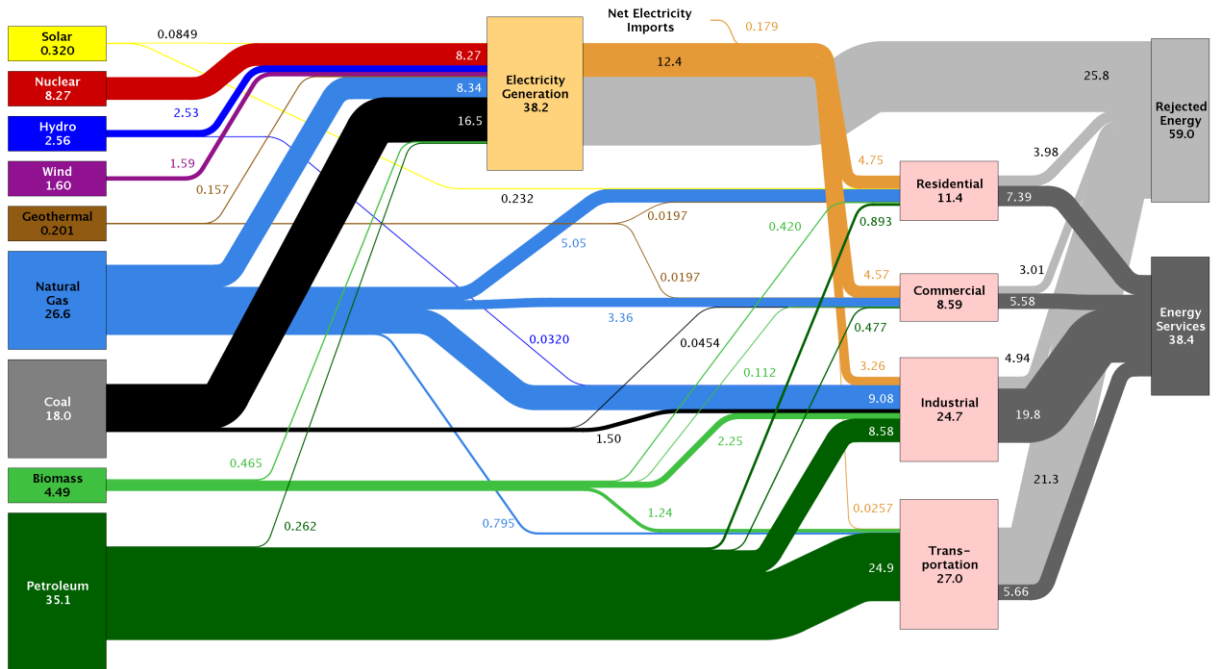 Net Electricity
Imports
0.179
Solar
0.320
0.0849
Nuclear
8.27
8.27
Electricity
Generation
38.2
12.4
25.8
Rejected
Energy
59.0
8.34
2.53
Hydro
2.56
16.5
1.59
Wind
1.60
0.157
Geothermal
0.201
0.232
0.0197
4.75
Residential
11.4
3.98
7.39
0.420
0.893
5.05
Natural
Gas
26.6
0.0197
3.36
4.57
Commercial
8.59
3.01
5.58
Energy
Services
38.4
0.477
0.0320
0.0454
0.112
3.26
4.94
Coal
18.0
9.08
Industrial
24.7
19.8
1.50
2.25
8.58
0.465
Biomass
4.49
21.3
1.24
0.0257
0.262
0.795
Petroleum
35.1
24.9
Trans-
portation
27.0
5.66